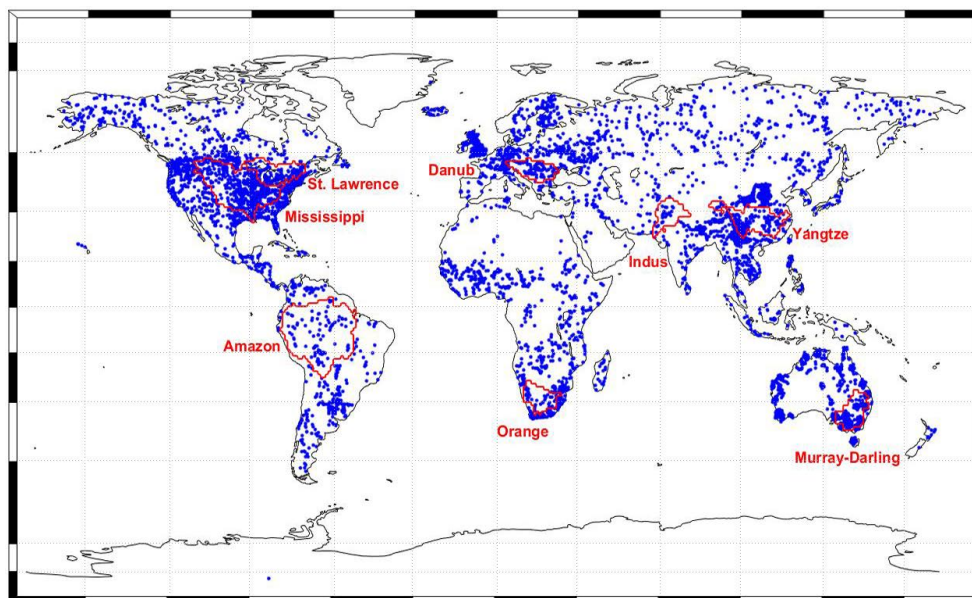 Danub
St. Lawrence
Mississippi
Yangtze
Indus
Amazon
Orange
Murray-Darling